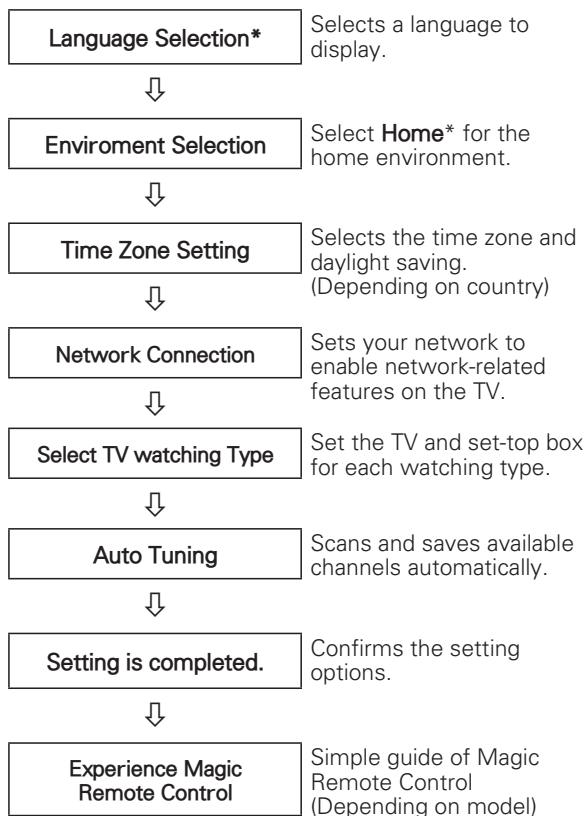 Language Selection*
Selects a language to
display.
⇩
Enviroment Selection
Select Home* for the
home environment.
⇩
Time Zone Setting
Selects the time zone and
daylight saving.
(Depending on country)
⇩
Network Connection
Sets your network to
enable network-related
features on the TV.
⇩
Select TV watching Type
Set the TV and set-top box
for each watching type.
⇩
Auto Tuning
Scans and saves available
channels automatically.
⇩
Setting is completed.
Confirms the setting
options.
⇩
Experience Magic
Remote Control
Simple guide of Magic
Remote Control
(Depending on model)